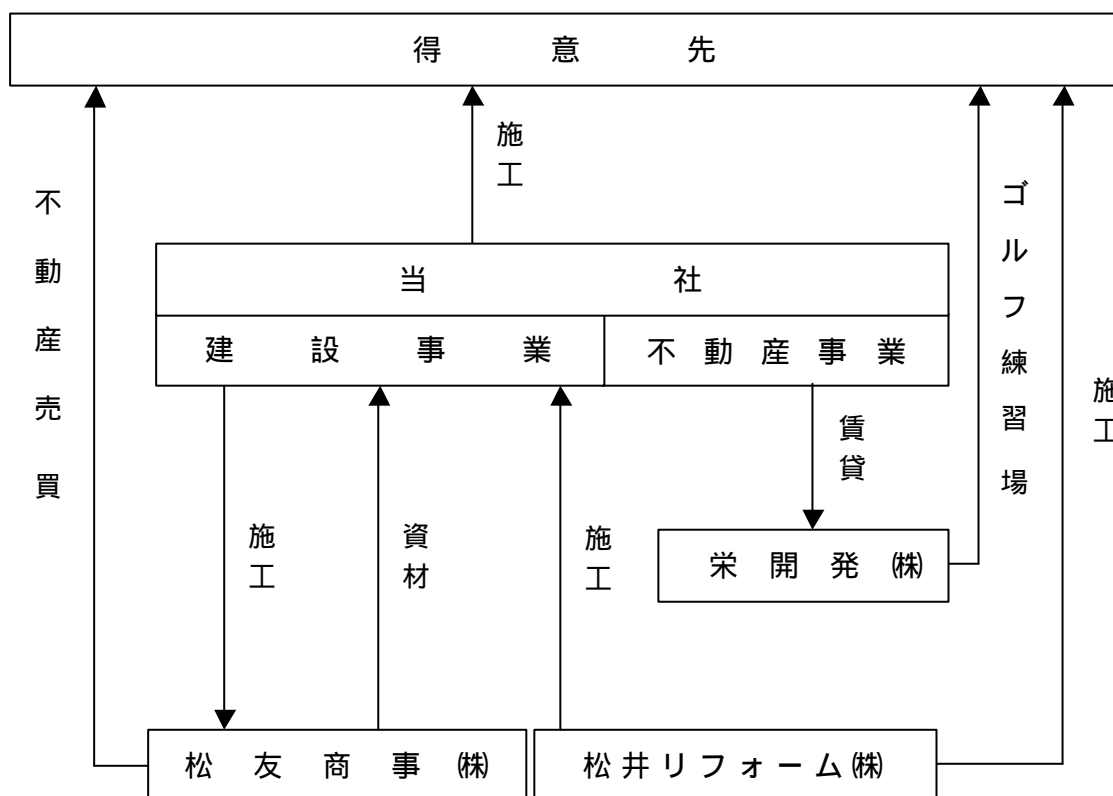 得意先
施工
不動産売買
ゴルフ練習場
施工
当社
建設事業
不動産事業
賃貸
施工
資材
施工
栄開発㈱
松友商事㈱
松井リフォーム㈱